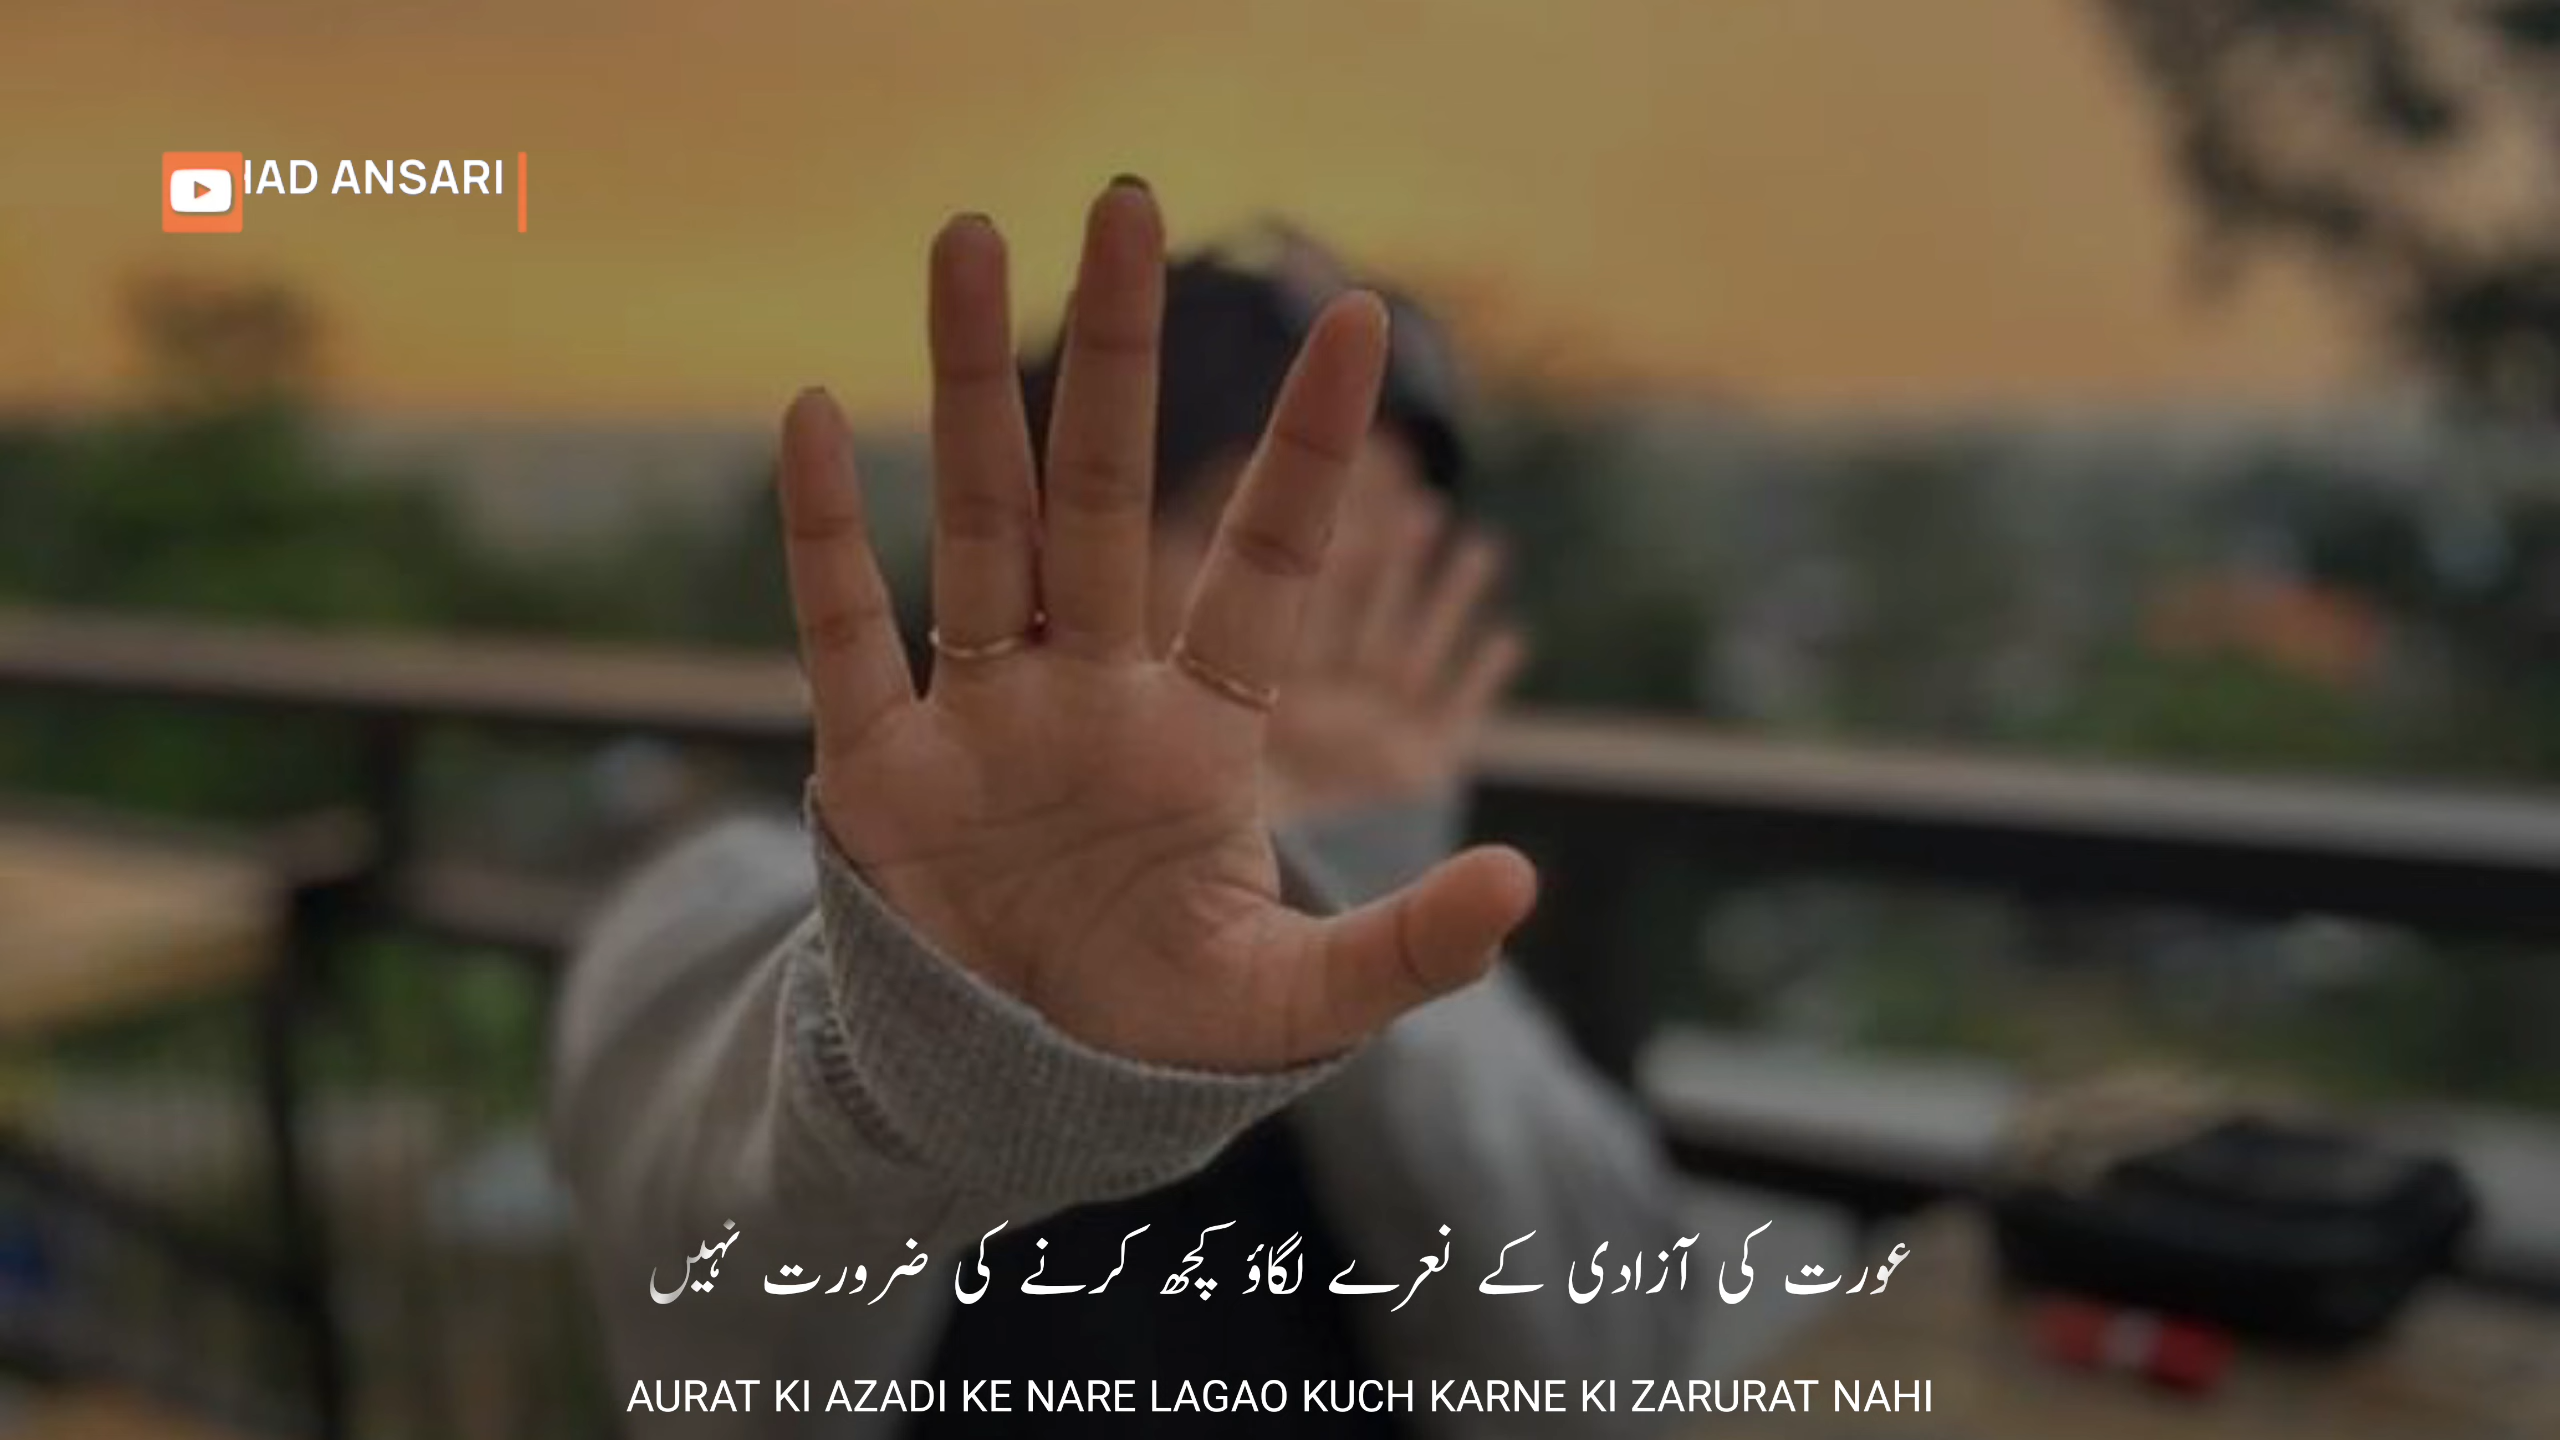 ANSARI
عورت کی آزادی کے نعرے لگاؤ کچھ کرنے کی ضرورت نہیں
AURAT KI AZADI KE NARE LAGAO KUCH KARNE KI ZARURAT NAHI